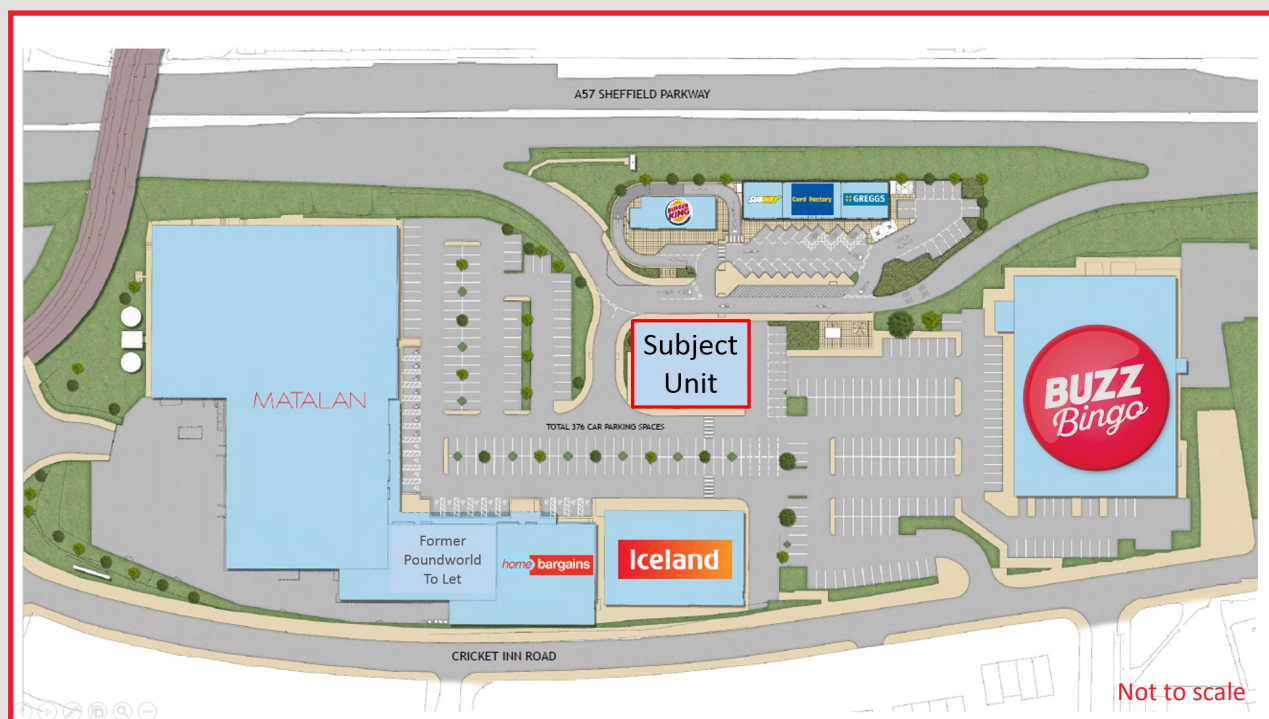 A57 SHEFFIELD PARKWAY
BURGER
KING
SUBWAY
Card Factory
GREGGS
Subject
Unit
BUZZ
Bingo
MATALAN
TOTAL 376 CAR PARKING SPACES
Former
Poundworld
To Let
home bargains
Iceland
CRICKET INN ROAD
Not to scale